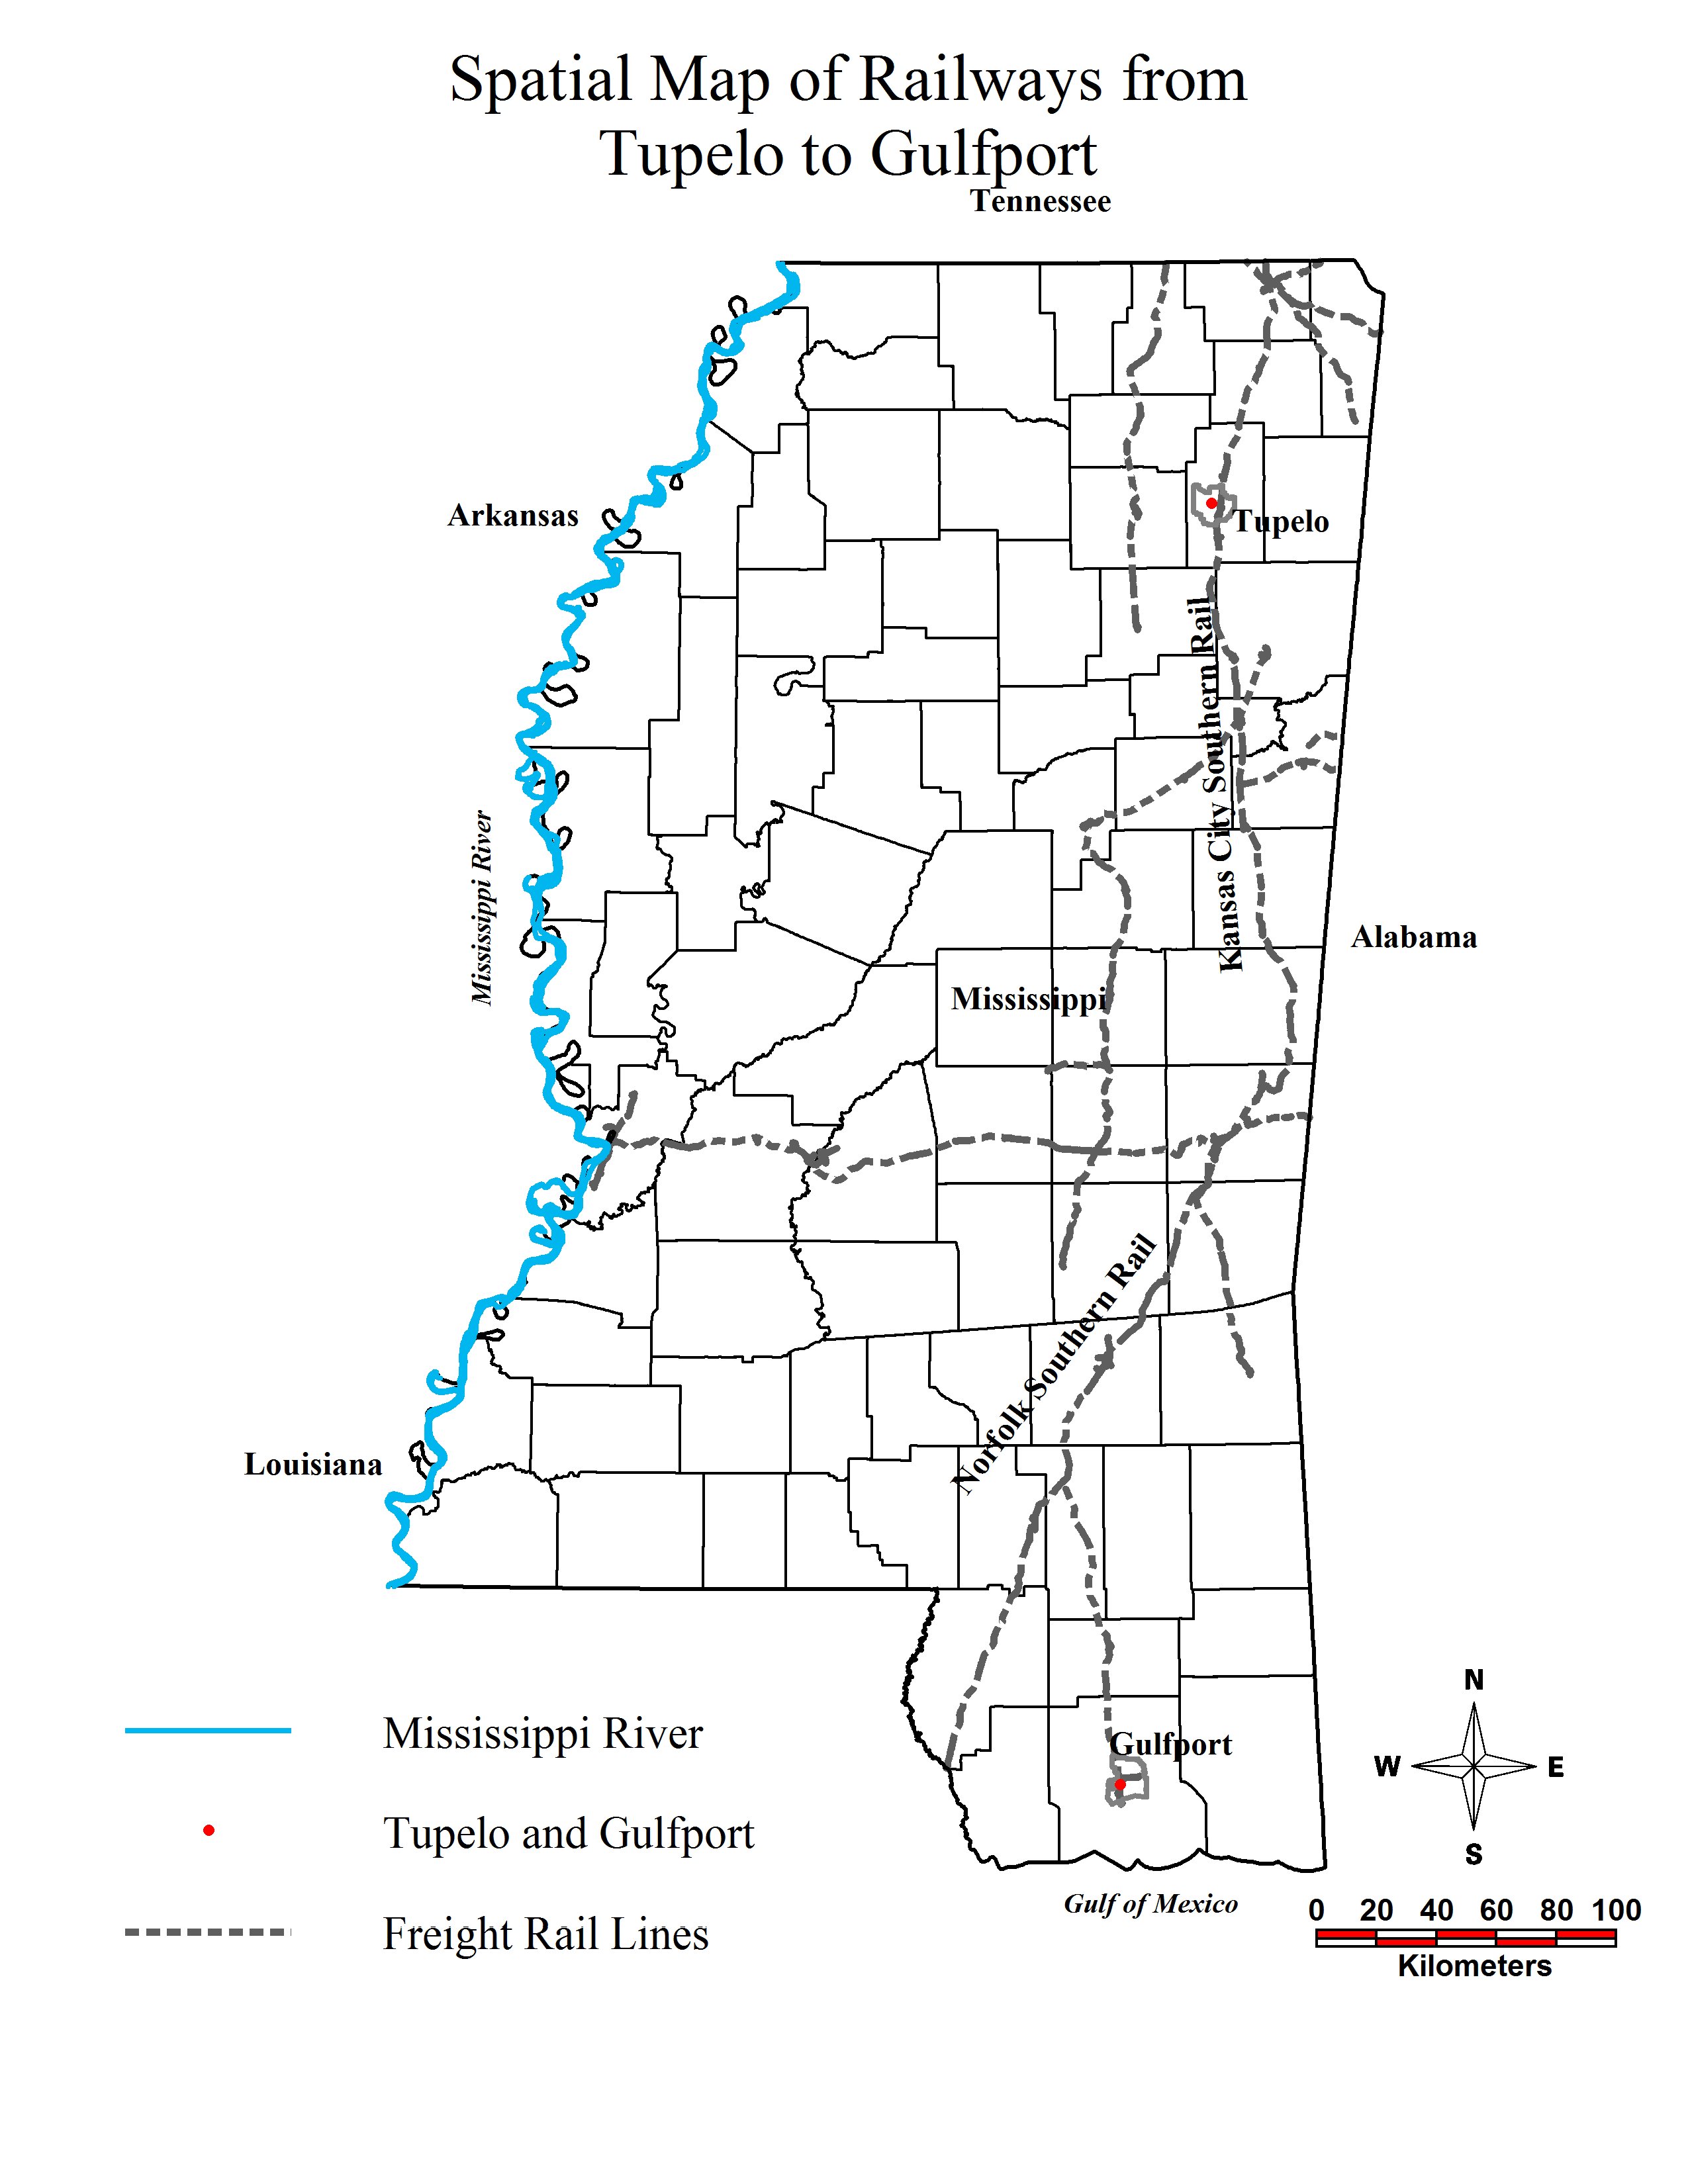 Spatial Map of Railways from
Tupelo to Gulfport
Tennessee
Arkansas
Tupelo
Kansas City Southern Rail
Mississippi River
Alabama
Mississippi
Norfolk Southern Rail
Louisiana
Gulfport
Gulf of Mexico
Mississippi River
Tupelo and Gulfport
Freight Rail Lines
N
W E
S
0 20 40 60 80 100
Kilometers